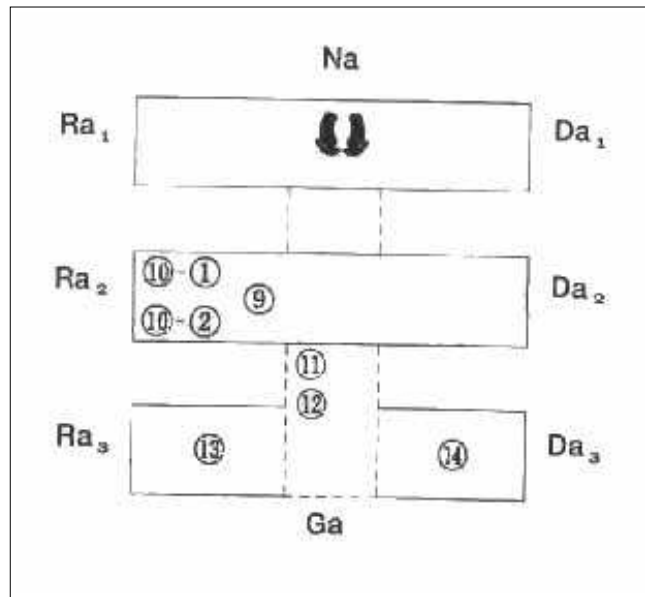 Na
Ra₁ Da₁
Ra₂ ⑩-① ⑨ Da₂
⑩-②
⑪
⑫
Ra₃ ⑬ ⑭ Da₃
Ga